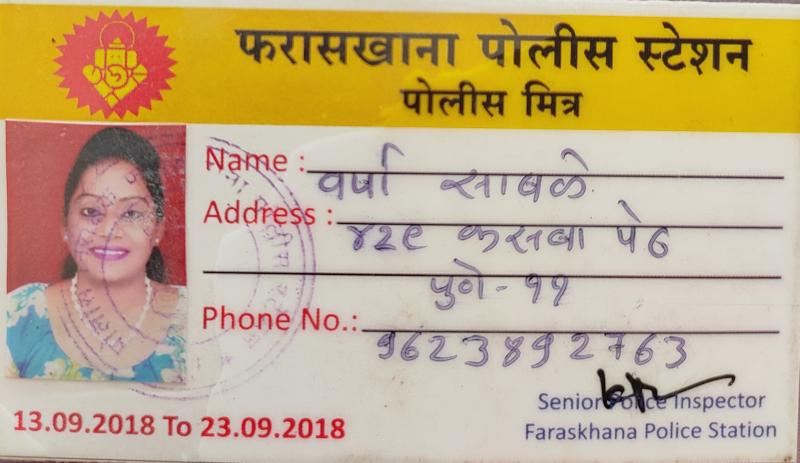 फरासखाना पोलीस स्टेशन
पोलीस मित्र
Name : वर्षा साबळे
Address : ४२९ कसबा पेठ
पुणे - ११
Phone No.: 9623892763
13.09.2018 To 23.09.2018
Senior Police Inspector
Faraskhana Police Station